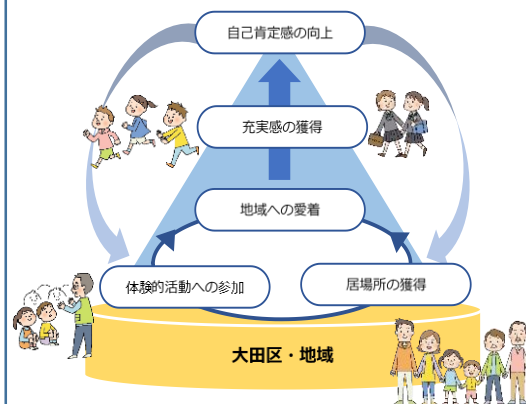 自己肯定感の向上
充実感の獲得
地域への愛着
体験的活動への参加
居場所の獲得
大田区・地域